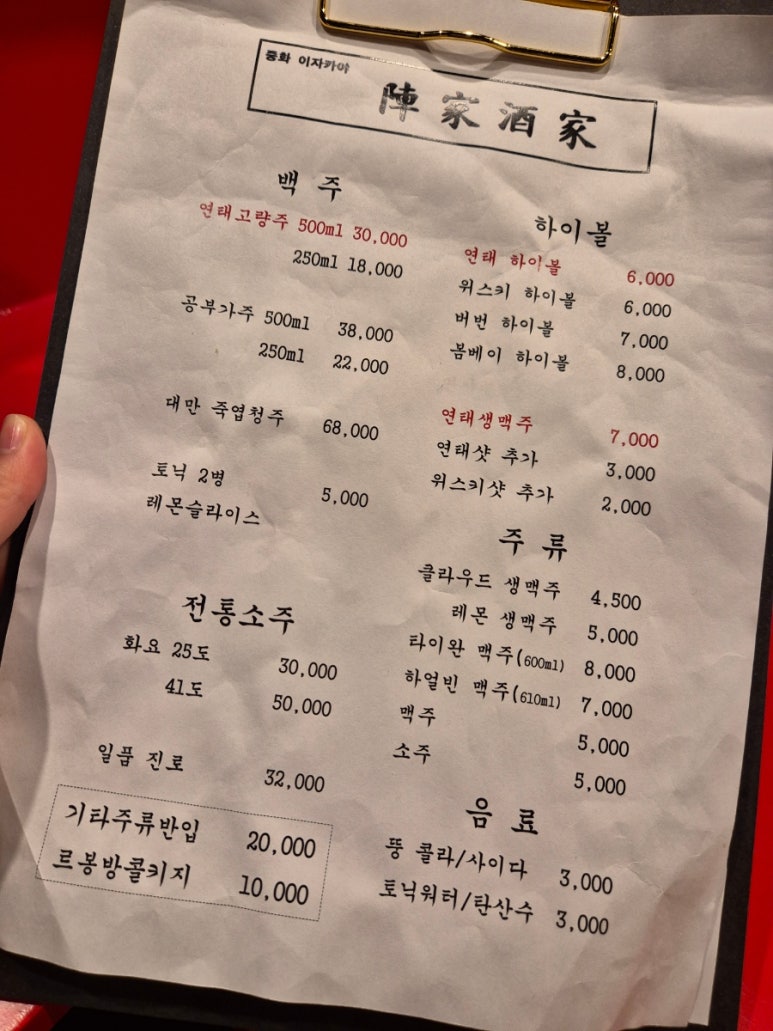 중화 이자카야
陣家酒家
백 주
연태고량주 500ml 30,000
250ml 18,000
공부가주 500ml 38,000
250ml 22,000
대만 죽엽청주 68,000
토닉 2병
레몬슬라이스 5,000
전통소주
화요 25도 30,000
41도 50,000
일품 진로 32,000
기타주류반입 20,000
르봉방콜키지 10,000
하이볼
연태 하이볼 6,000
위스키 하이볼 6,000
버번 하이볼 7,000
봄베이 하이볼 8,000
연태생맥주 7,000
연태샷 추가 3,000
위스키샷 추가 2,000
주 류
클라우드 생맥주 4,500
레몬 생맥주 5,000
타이완 맥주(600ml) 8,000
하얼빈 맥주(610ml) 7,000
맥주 5,000
소주 5,000
음 료
뚱 콜라/사이다 3,000
토닉워터/탄산수 3,000